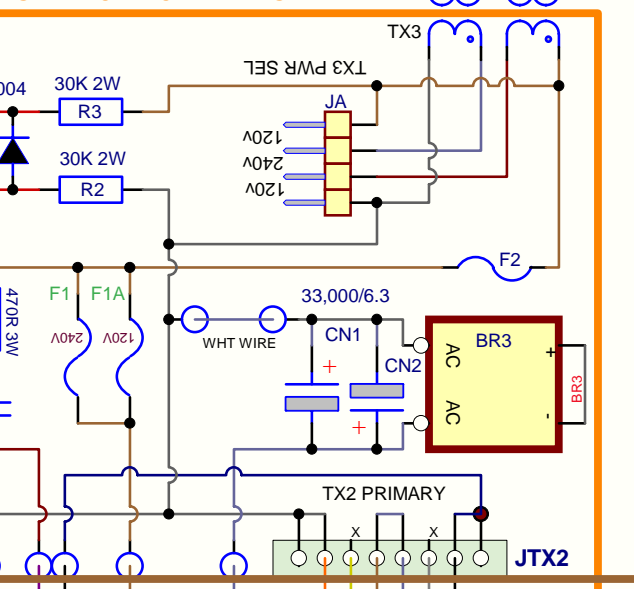 TX3
TX3 PWR SEL
004
30K 2W
R3
JA
120v
240v
120v
30K 2W
R2
F2
F1 F1A
33,000/6.3
470R 3W
240V
120V
WHT WIRE
CN1
BR3
+
AC
+
CN2
BR3
AC
-
+
TX2 PRIMARY
X
X
JTX2